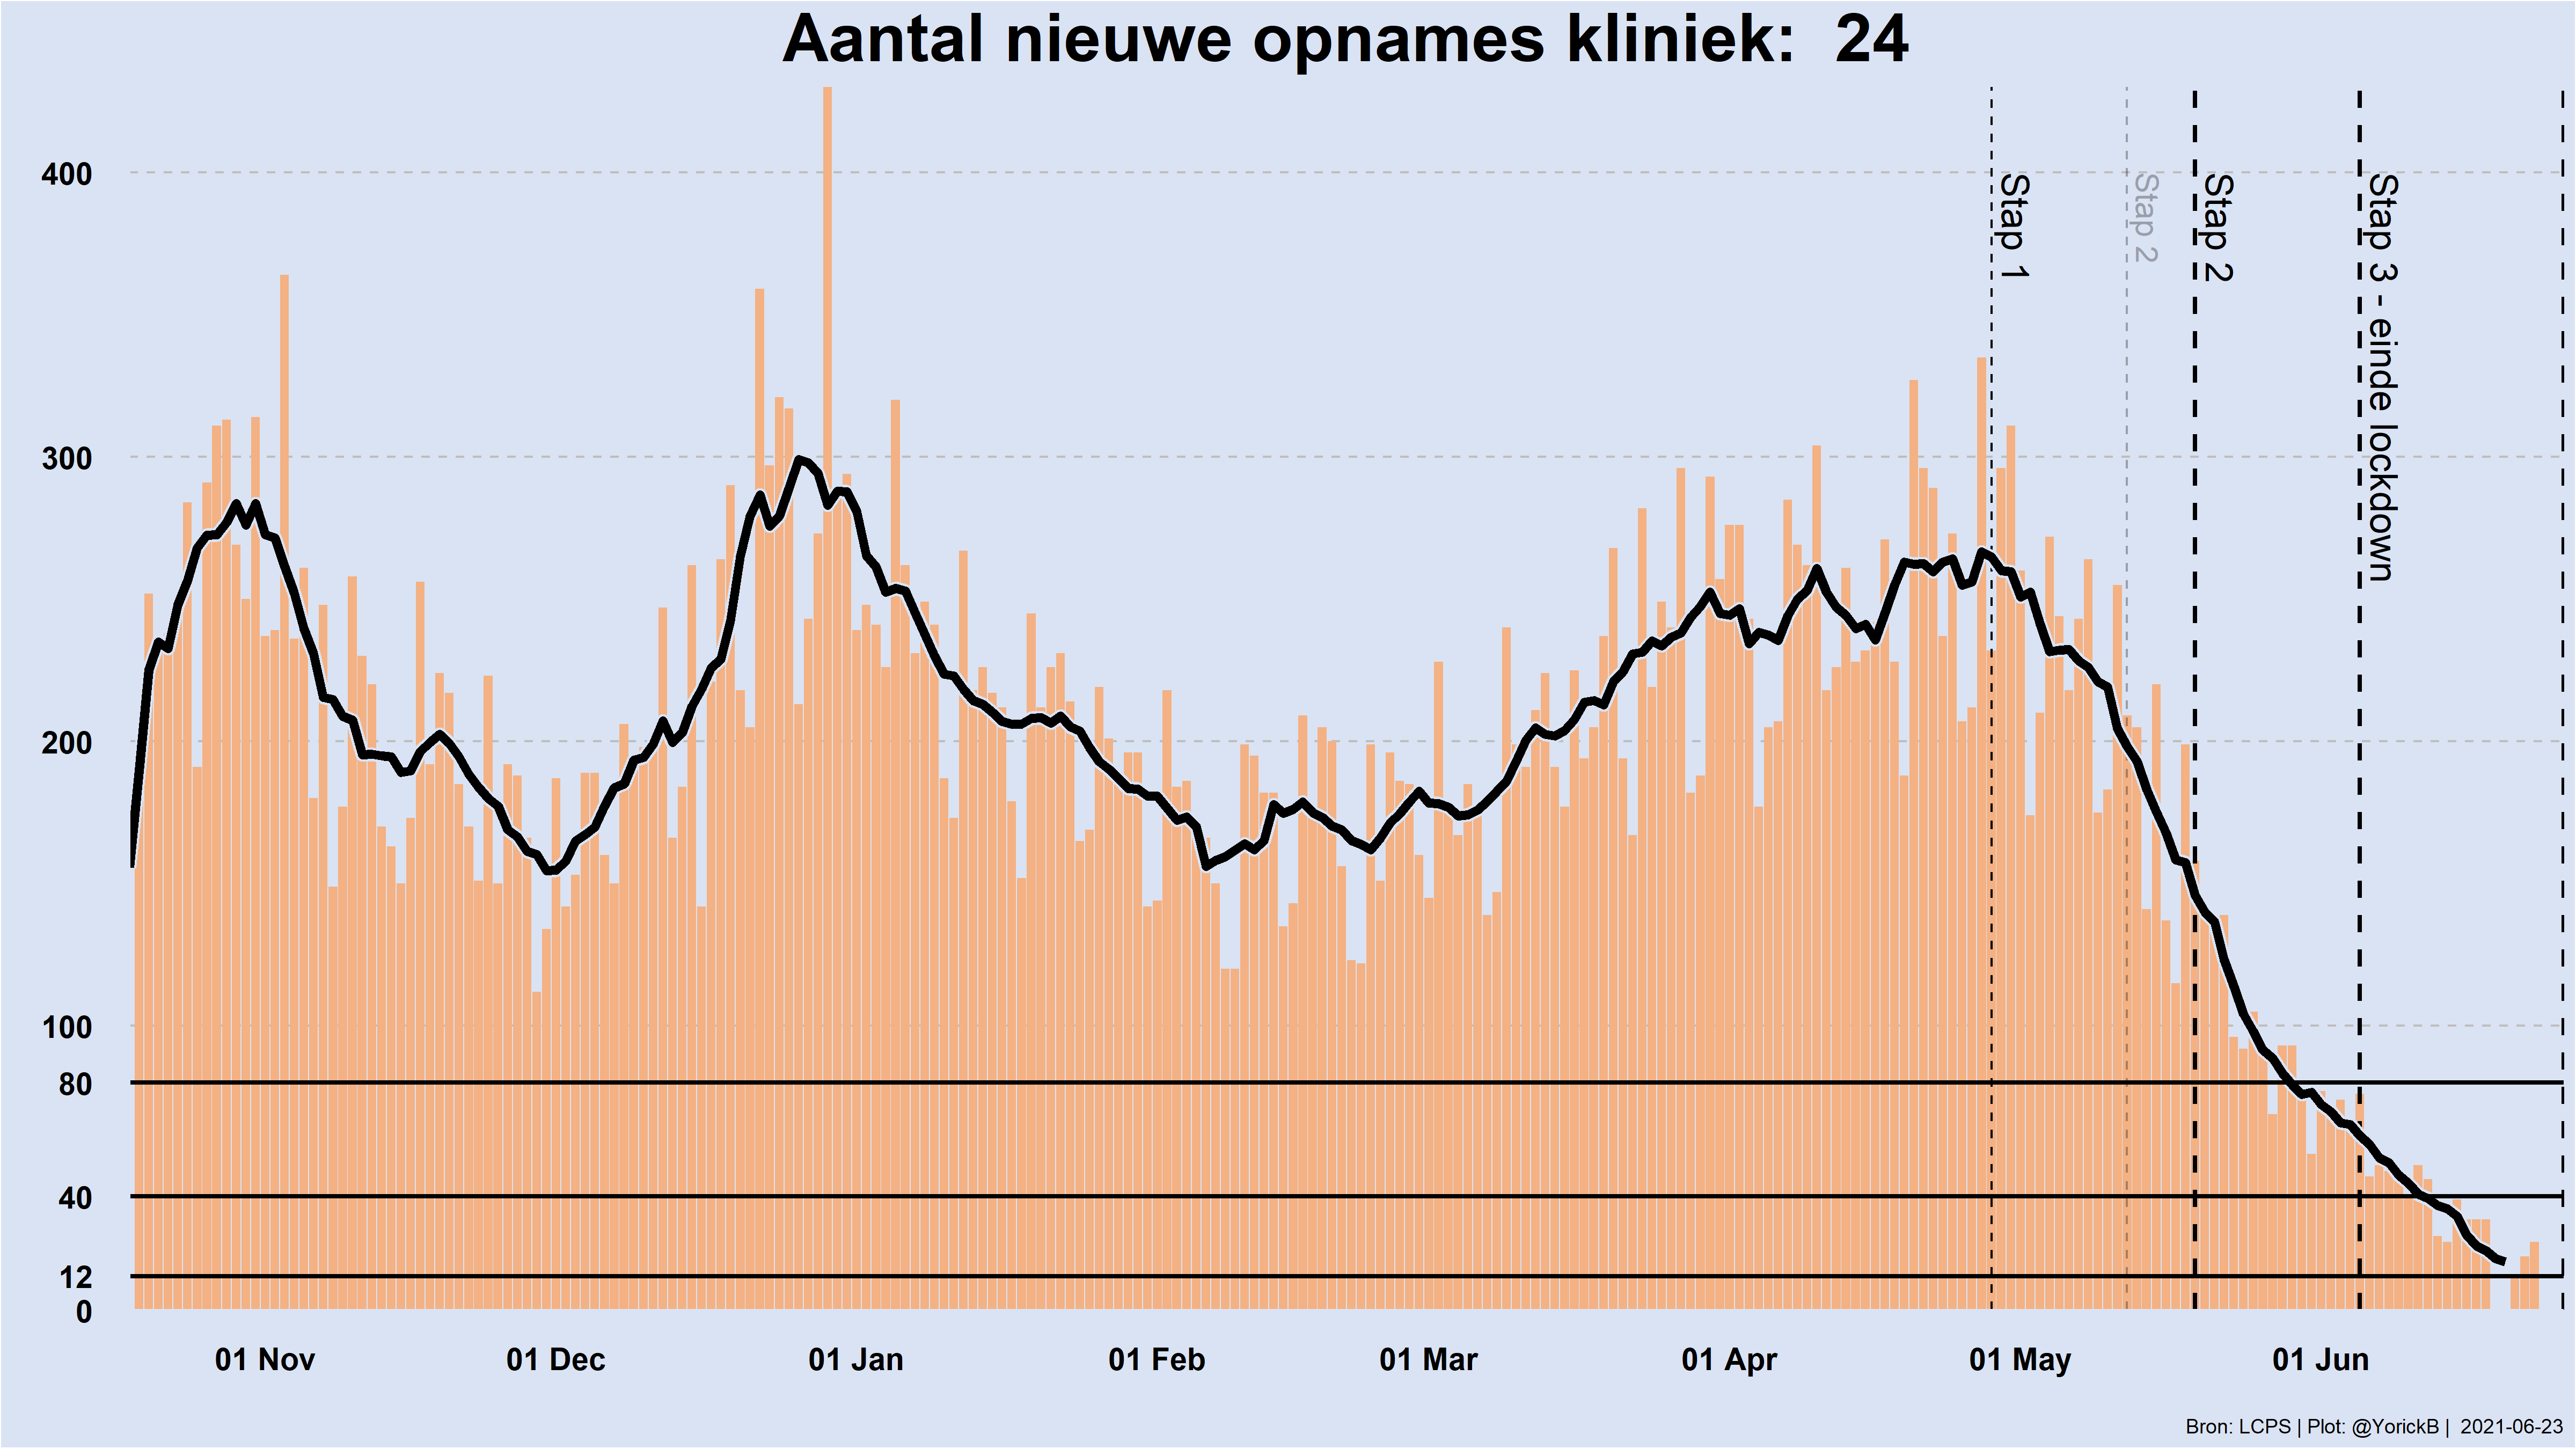 Aantal nieuwe opnames kliniek:  24
400
300
200
100
80
40
12
0
Stap 1
Stap 2
Stap 2
Stap 3 - einde lockdown
01 Nov
01 Dec
01 Jan
01 Feb
01 Mar
01 Apr
01 May
01 Jun
Bron: LCPS | Plot: @YorickB |  2021-06-23